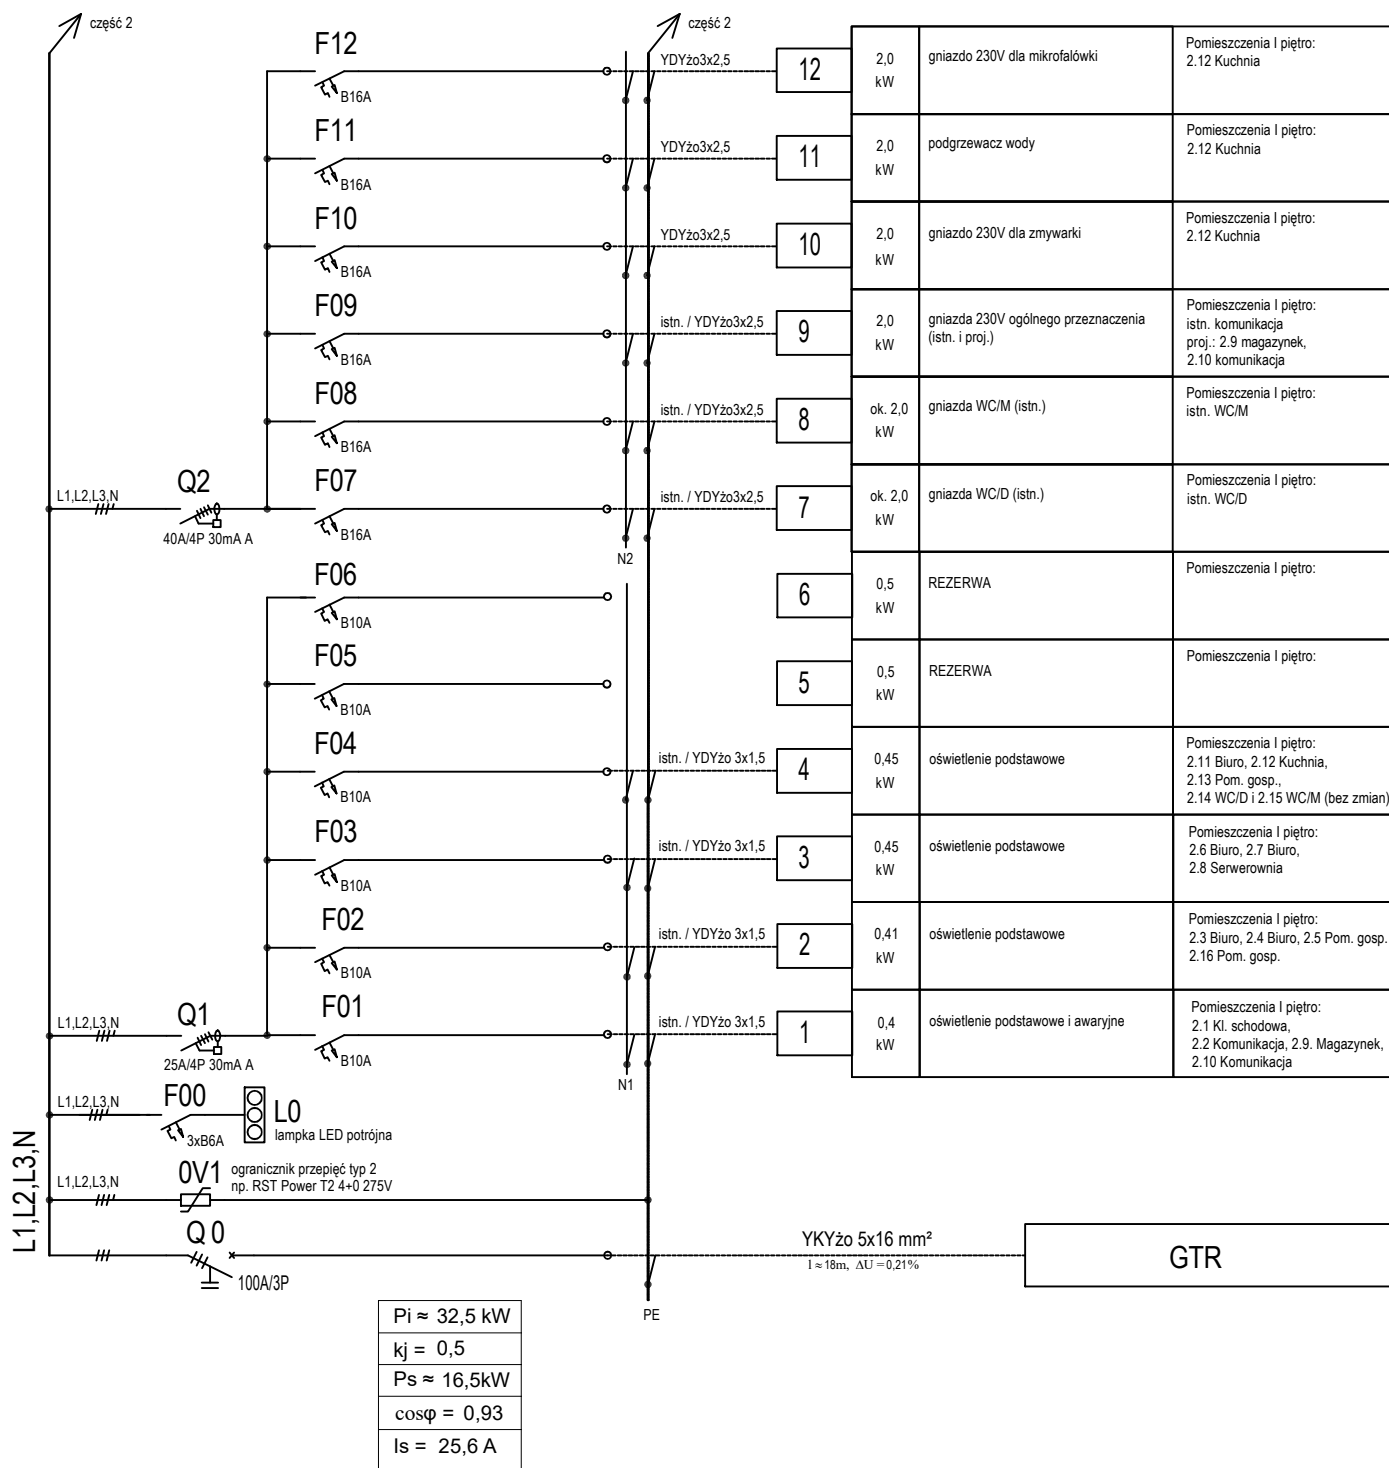 część 2
część 2
F12
B16A
YDYżo3x2,5
12
2,0
kW
gniazdo 230V dla mikrofalówki
Pomieszczenia I piętro:
2.12 Kuchnia
F11
B16A
YDYżo3x2,5
11
2,0
kW
podgrzewacz wody
Pomieszczenia I piętro:
2.12 Kuchnia
F10
B16A
YDYżo3x2,5
10
2,0
kW
gniazdo 230V dla zmywarki
Pomieszczenia I piętro:
2.12 Kuchnia
F09
B16A
istn. / YDYżo3x2,5
9
2,0
kW
gniazda 230V ogólnego przeznaczenia
(istn. i proj.)
Pomieszczenia I piętro:
istn. komunikacja
proj.: 2.9 magazynek,
2.10 komunikacja
F08
B16A
istn. / YDYżo3x2,5
8
ok. 2,0
kW
gniazda WC/M (istn.)
Pomieszczenia I piętro:
istn. WC/M
L1,L2,L3,N
Q2
40A/4P 30mA A
F07
B16A
istn. / YDYżo3x2,5
N2
7
ok. 2,0
kW
gniazda WC/D (istn.)
Pomieszczenia I piętro:
istn. WC/D
F06
B10A
6
0,5
kW
REZERWA
Pomieszczenia I piętro:
F05
B10A
5
0,5
kW
REZERWA
Pomieszczenia I piętro:
F04
B10A
istn. / YDYżo 3x1,5
4
0,45
kW
oświetlenie podstawowe
Pomieszczenia I piętro:
2.11 Biuro, 2.12 Kuchnia,
2.13 Pom. gosp.,
2.14 WC/D i 2.15 WC/M (bez zmian)
F03
B10A
istn. / YDYżo 3x1,5
3
0,45
kW
oświetlenie podstawowe
Pomieszczenia I piętro:
2.6 Biuro, 2.7 Biuro,
2.8 Serwerownia
F02
B10A
istn. / YDYżo 3x1,5
2
0,41
kW
oświetlenie podstawowe
Pomieszczenia I piętro:
2.3 Biuro, 2.4 Biuro, 2.5 Pom. gosp.
2.16 Pom. gosp.
L1,L2,L3,N
Q1
25A/4P 30mA A
F01
B10A
istn. / YDYżo 3x1,5
N1
1
0,4
kW
oświetlenie podstawowe i awaryjne
Pomieszczenia I piętro:
2.1 Kl. schodowa,
2.2 Komunikacja, 2.9. Magazynek,
2.10 Komunikacja
L1,L2,L3,N
F00
3xB6A
L0
lampka LED potrójna
L1,L2,L3,N
L1,L2,L3,N
0V1
ogranicznik przepięć typ 2
np. RST Power T2 4+0 275V
Q0
100A/3P
PE
YKYżo 5x16 mm²
l ≈ 18m, ΔU = 0,21%
GTR
Pi ≈ 32,5 kW
kj = 0,5
Ps ≈ 16,5kW
cosφ = 0,93
Is = 25,6 A